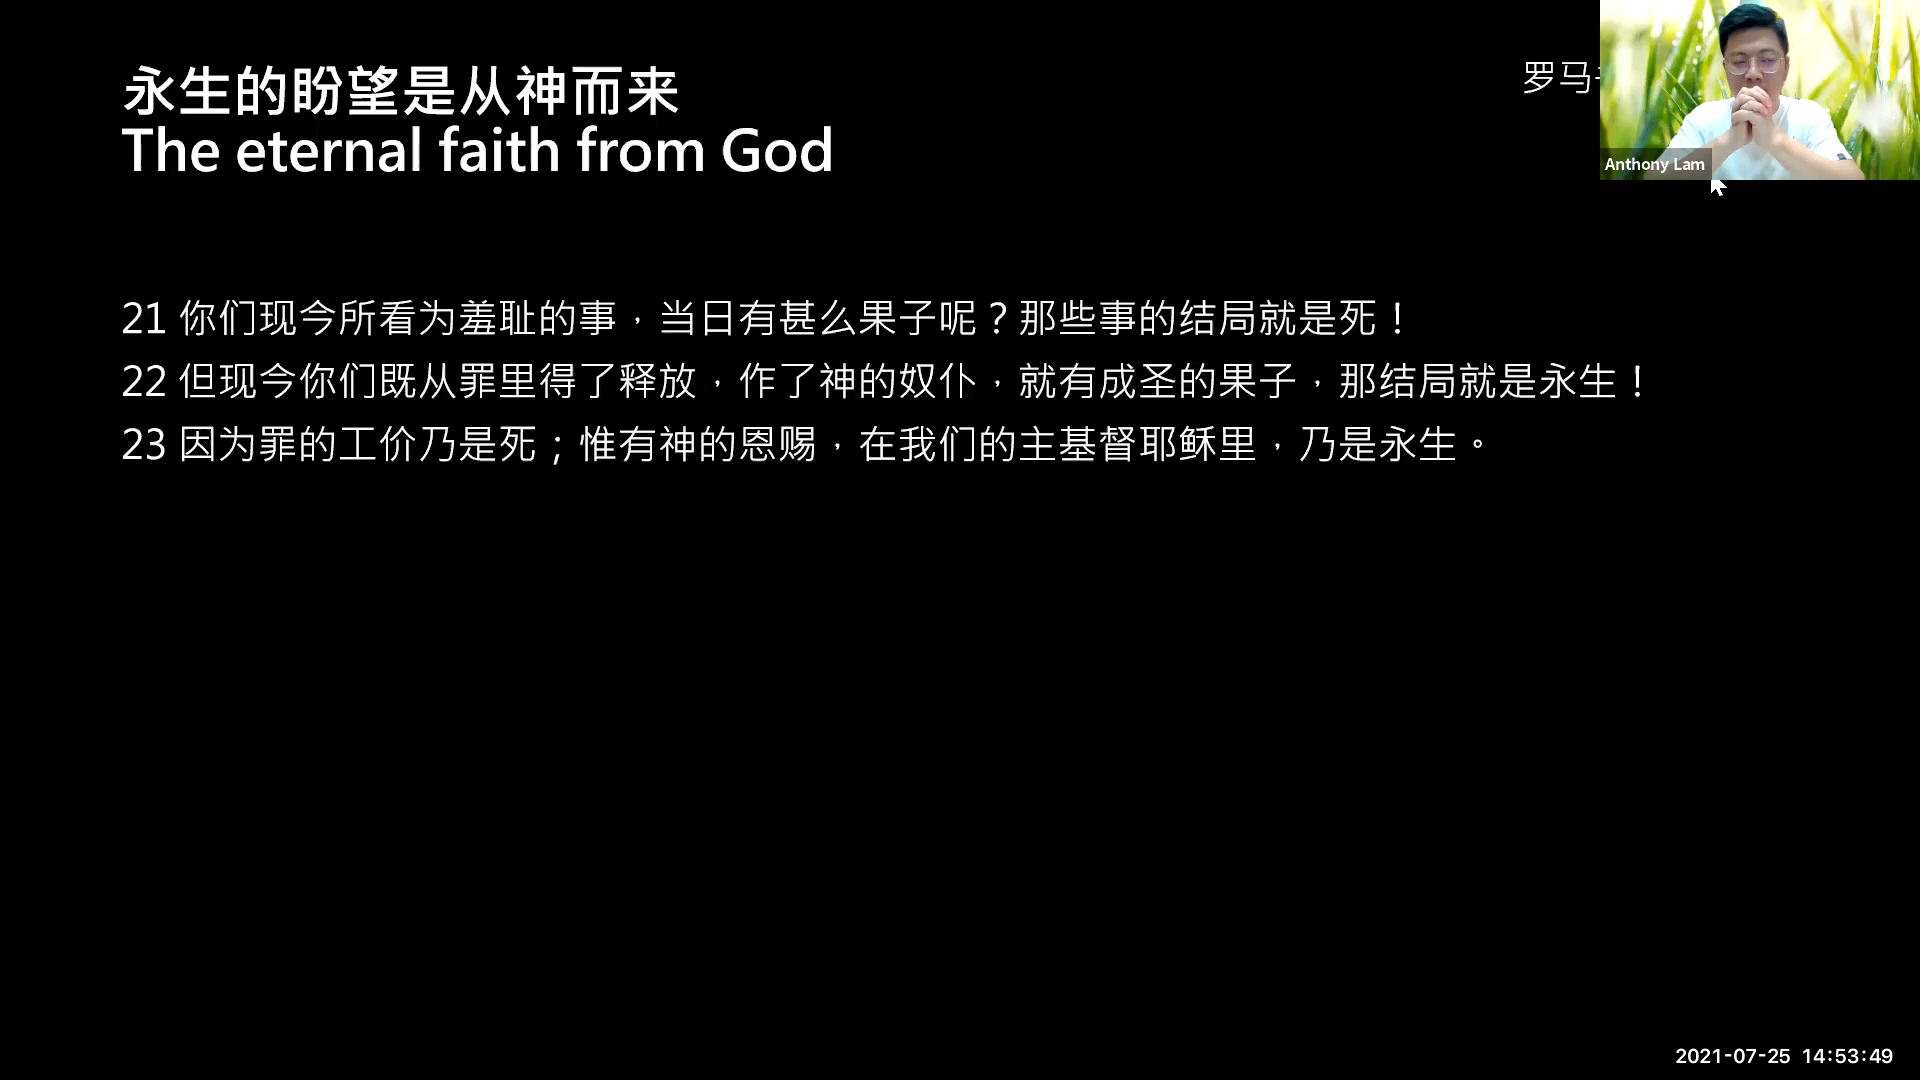 永生的盼望是从神而来
The eternal faith from God
罗马
Anthony Lam
21 你们现今所看为羞耻的事，当日有甚么果子呢？那些事的结局就是死！
22 但现今你们既从罪里得了释放，作了神的奴仆，就有成圣的果子，那结局就是永生！
23 因为罪的工价乃是死；惟有神的恩赐，在我们的主基督耶稣里，乃是永生。
2021-07-25 14:53:49